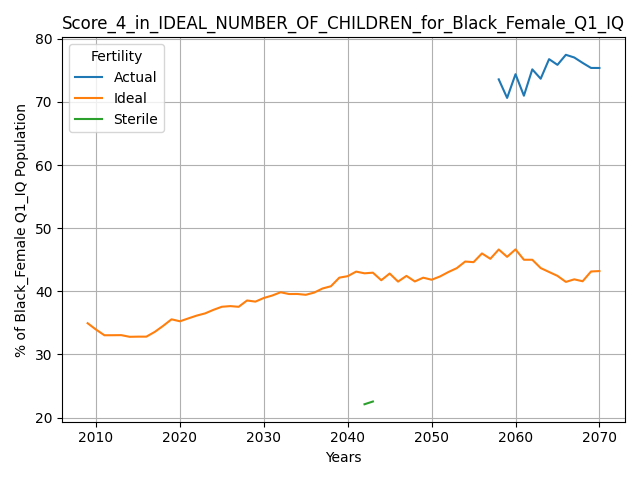 Score_4_in_IDEAL_NUMBER_OF_CHILDREN_for_Black_Female_Q1_IQ
80
70
60
50
40
30
20
% of Black_Female Q1_IQ Population
Fertility
Actual
Ideal
Sterile
2010 2020 2030 2040 2050 2060 2070
Years